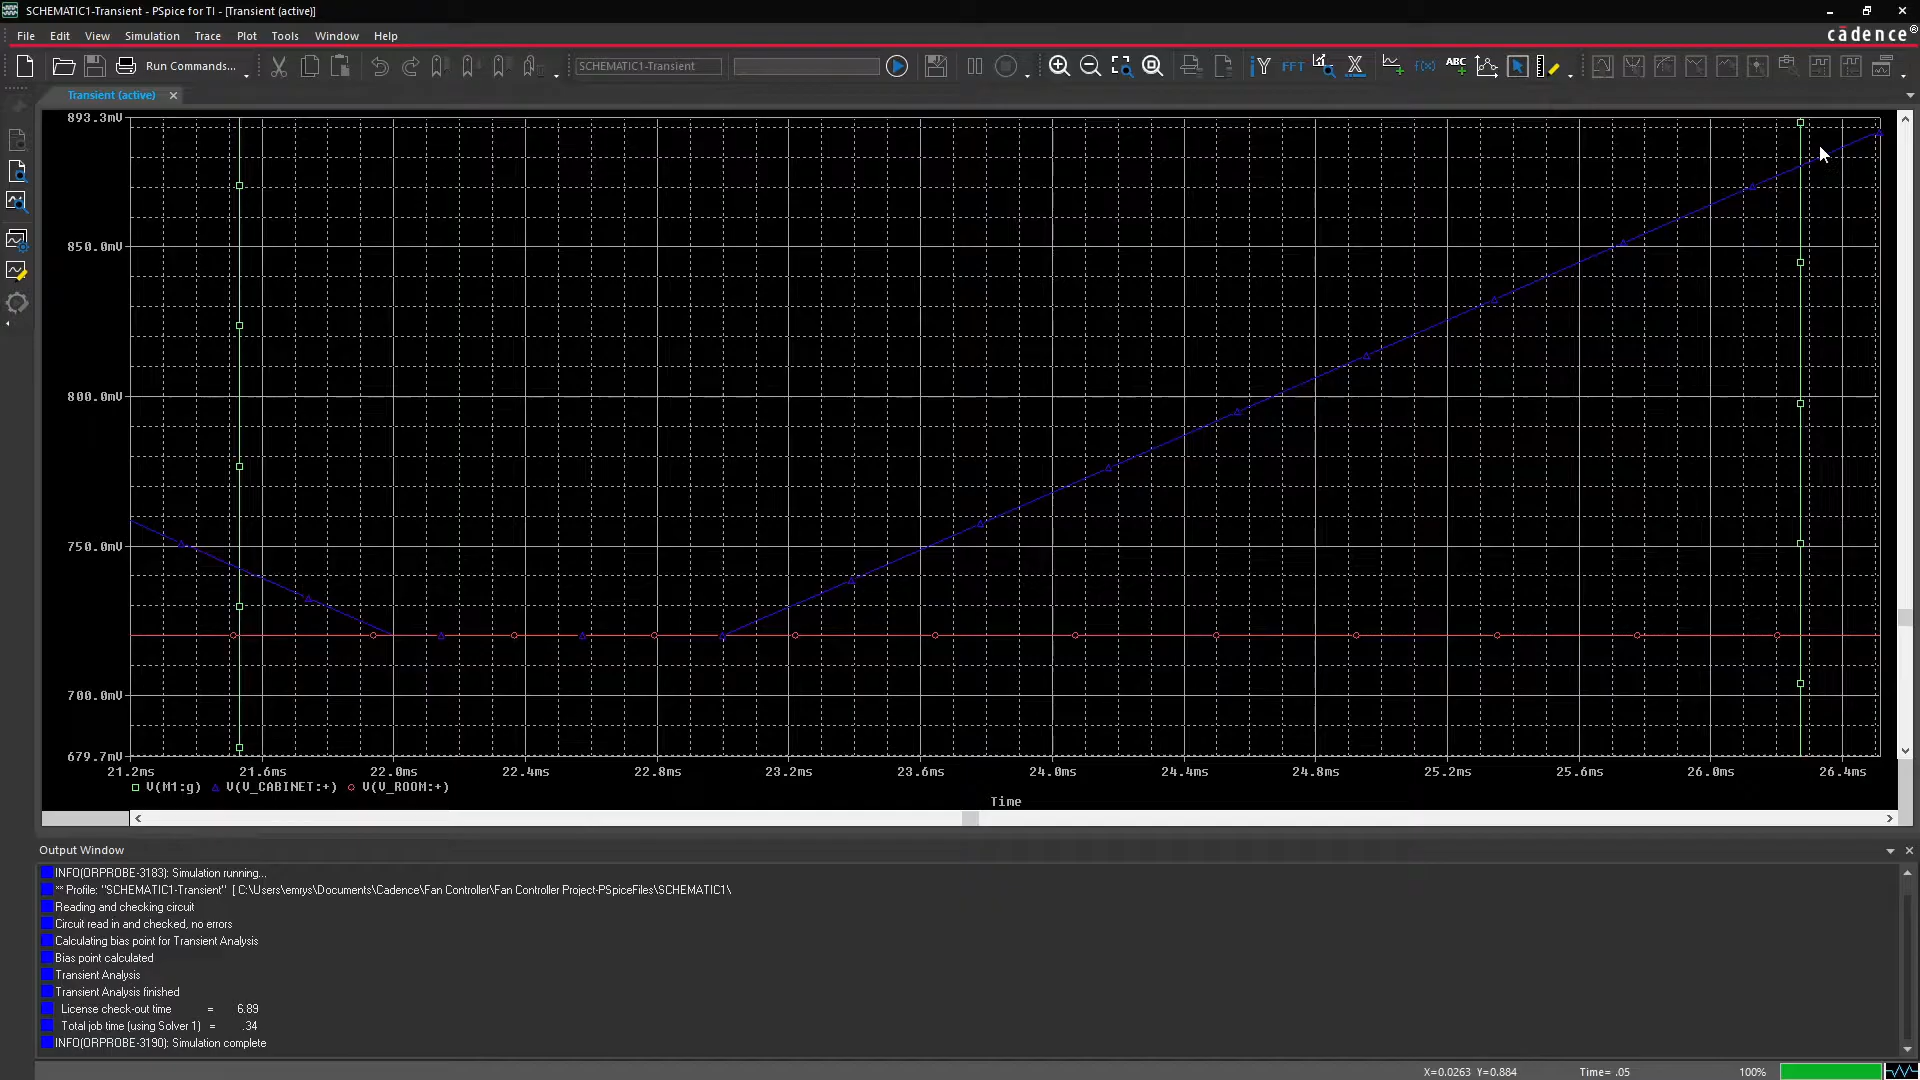 SCHEMATIC1-Transient - PSpice for TI - [Transient (active)]
File Edit View Simulation Trace Plot Tools Window Help
cādence®
Run Commands...
SCHEMATIC1-Transient
Y FFT X f(x) ABC
Transient (active)
893.3mV
850.0mV
800.0mV
750.0mV
700.0mV
679.7mV
21.2ms 21.6ms 22.0ms 22.4ms 22.8ms 23.2ms 23.6ms 24.0ms 24.4ms 24.8ms 25.2ms 25.6ms 26.0ms 26.4ms
V(M1:g) V(V_CABINET:+) V(V_ROOM:+)
Time
Output Window
INFO(ORPROBE-3183): Simulation running...
** Profile: "SCHEMATIC1-Transient" [ C:\Users\emrys\Documents\Cadence\Fan Controller\Fan Controller Project-PSpiceFiles\SCHEMATIC1\
Reading and checking circuit
Circuit read in and checked, no errors
Calculating bias point for Transient Analysis
Bias point calculated
Transient Analysis
Transient Analysis finished
License check-out time = 6.89
Total job time (using Solver 1) = .34
INFO(ORPROBE-3190): Simulation complete
X=0.0263 Y=0.884 Time= .05 100%